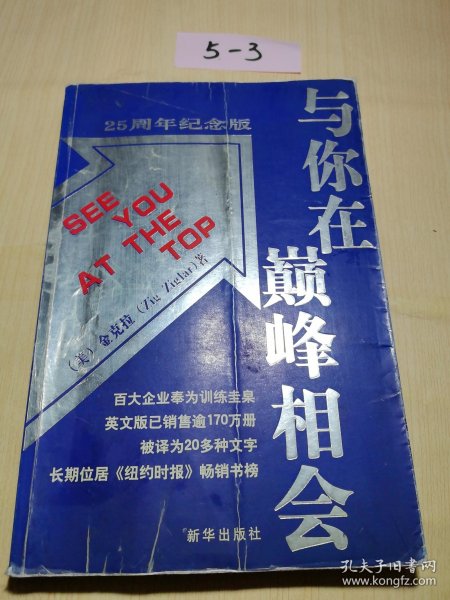 5-3
25周年纪念版
与你在
巅峰相会
SEE
YOU
AT THE
TOP
(美) 金克拉 (Zig Ziglar) 著
百大企业奉为训练圭臬
英文版已销售逾170万册
被译为20多种文字
长期位居《纽约时报》畅销书榜
新华出版社
孔夫子旧书网
www.kongfz.com